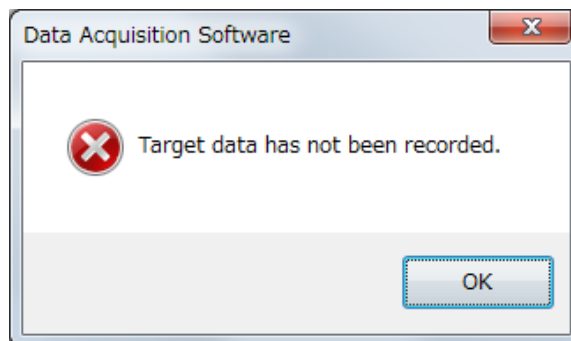 Data Acquisition Software
Target data has not been recorded.
OK